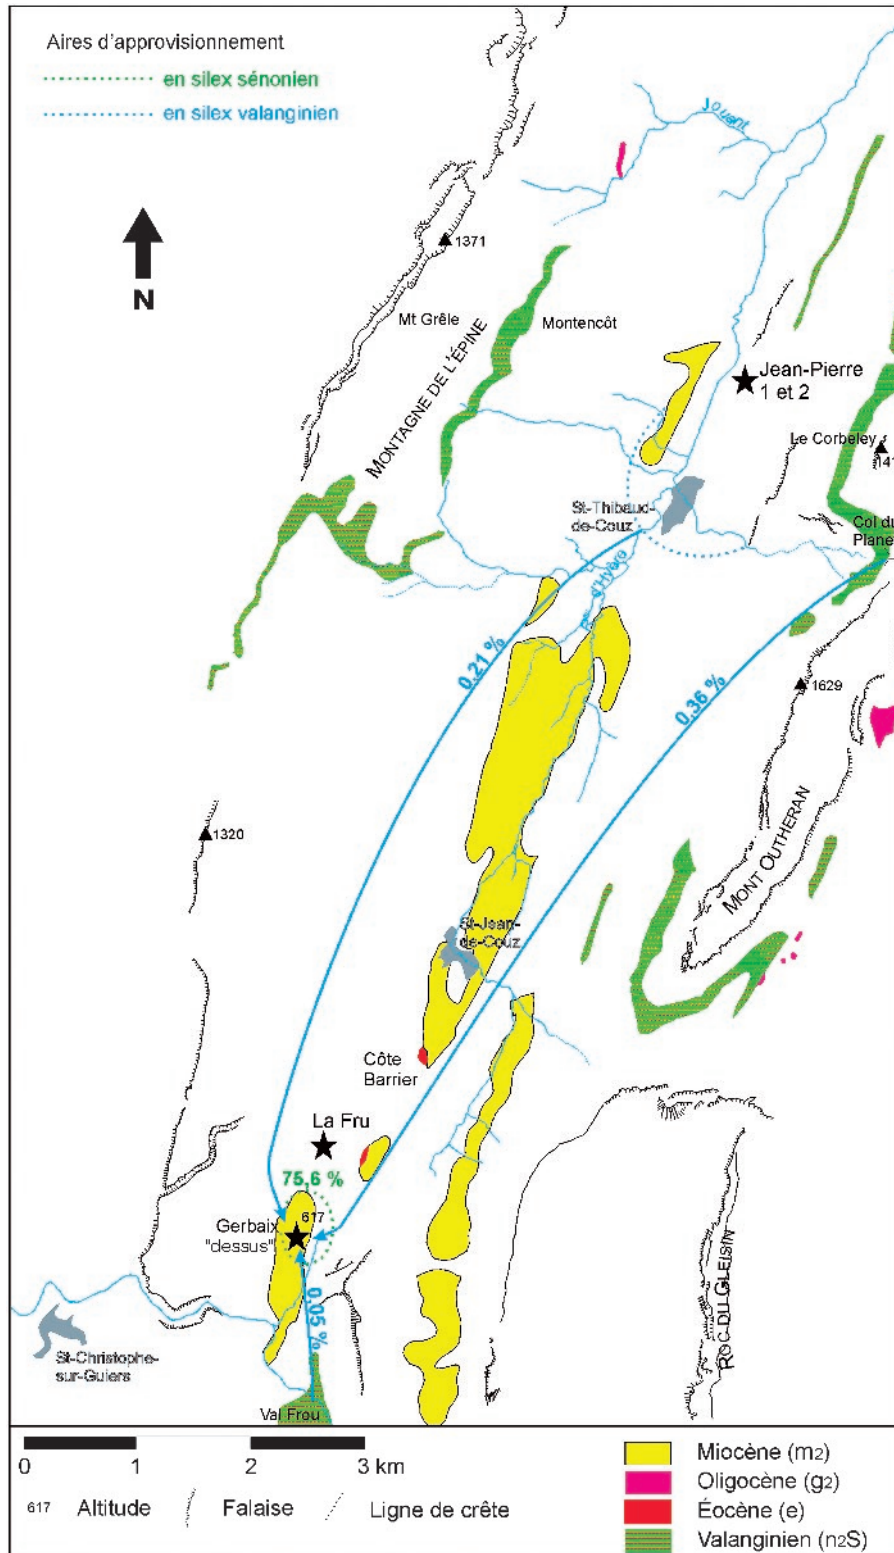 Aires d'approvisionnement
en silex sénonien
en silex valanginien
N
Jouant
1371
Mt Grêle
Montencôt
MONTAGNE DE L'ÉPINE
Jean-Pierre
1 et 2
Le Corbeley
141
St-Thibaud-
de-Couz
Col du
Plane
d'Hyère
0,21 %
0,36 %
1629
1320
MONT OUTHERAN
St-Jean-
de-Couz
Côte
Barrier
La Fru
75,6 %
617
Gerbaix
"dessus"
0,05 %
ROC DU GLEISIN
St-Christophe-
sur-Guiers
Val Frou
0 1 2 3 km
617 Altitude Falaise Ligne de crête
Miocène (m2)
Oligocène (g2)
Éocène (e)
Valanginien (n2S)